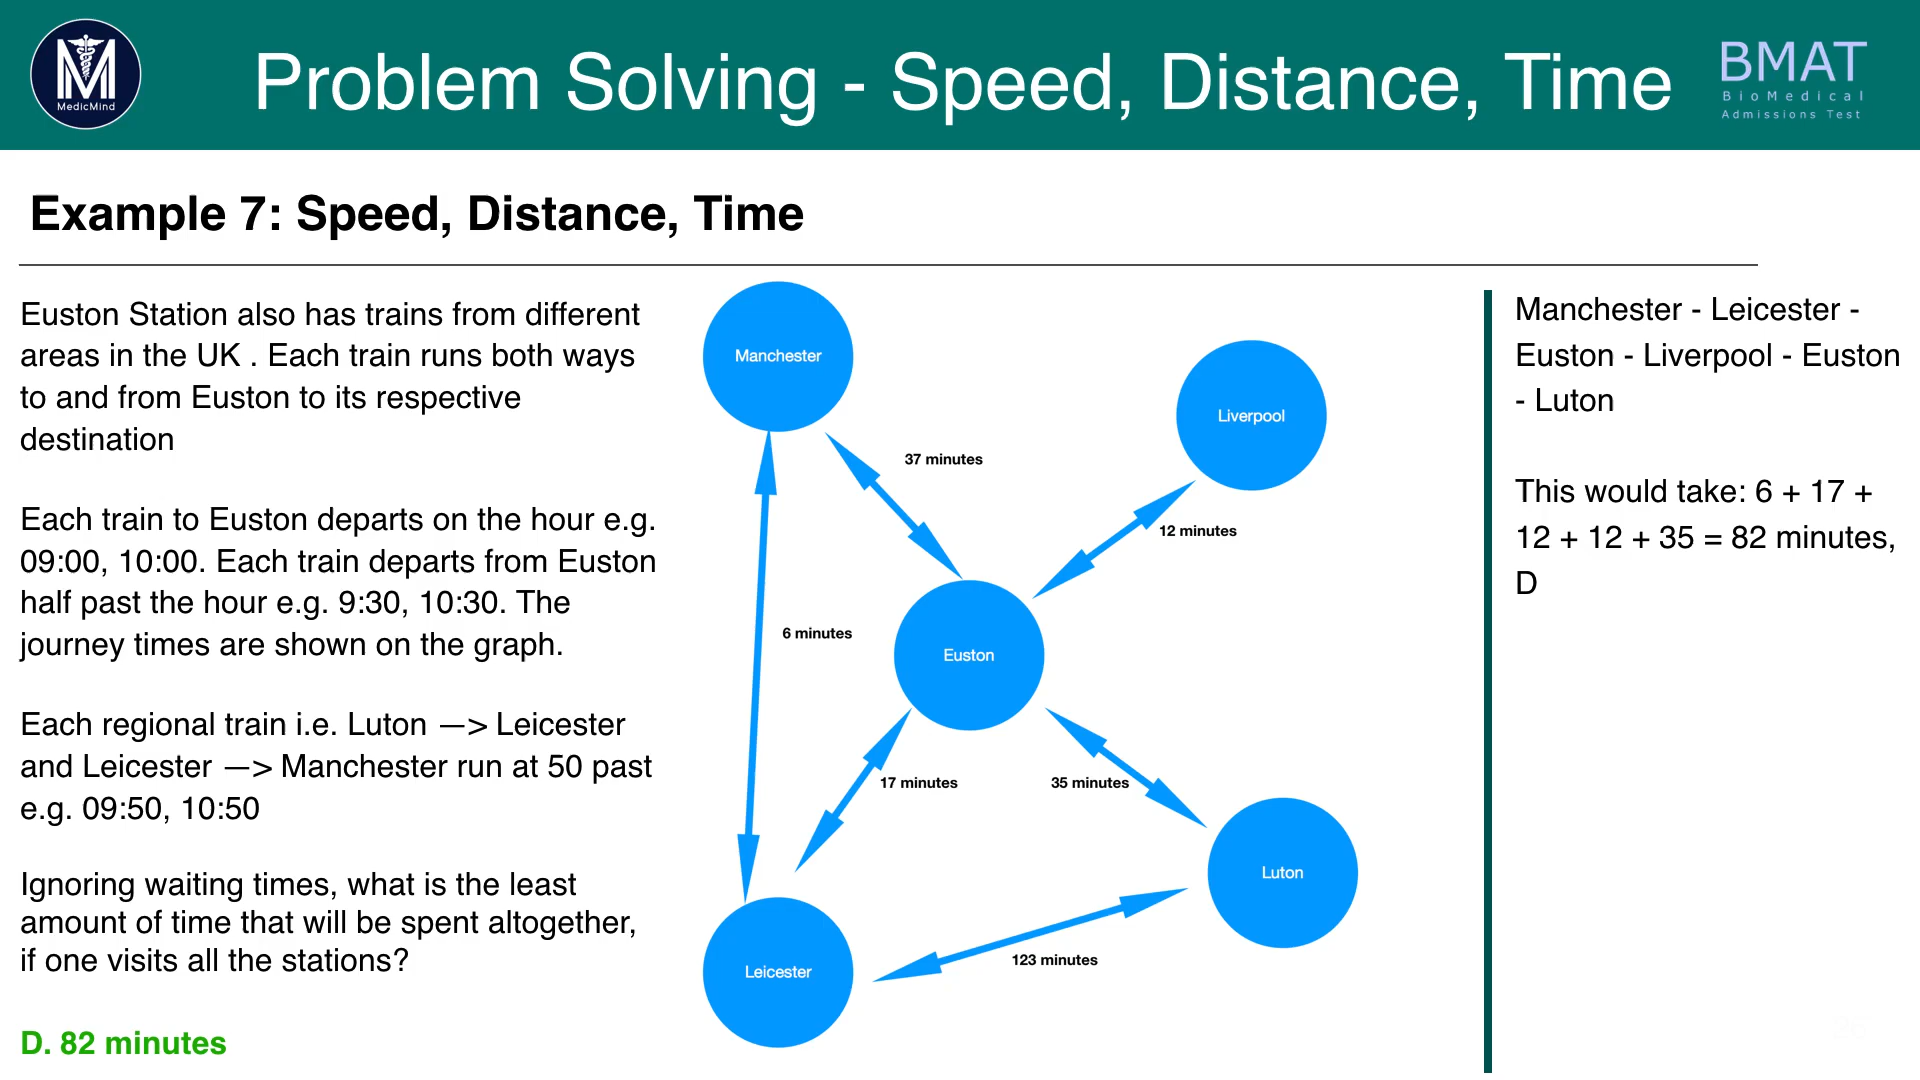 MedicMind
Problem Solving - Speed, Distance, Time
BMAT
BioMedical
Admissions Test
Example 7: Speed, Distance, Time
Euston Station also has trains from different
areas in the UK . Each train runs both ways
to and from Euston to its respective
destination
Each train to Euston departs on the hour e.g.
09:00, 10:00. Each train departs from Euston
half past the hour e.g. 9:30, 10:30. The
journey times are shown on the graph.
Each regional train i.e. Luton —> Leicester
and Leicester —> Manchester run at 50 past
e.g. 09:50, 10:50
Ignoring waiting times, what is the least
amount of time that will be spent altogether,
if one visits all the stations?
D. 82 minutes
Manchester
Liverpool
37 minutes
12 minutes
6 minutes
Euston
17 minutes
35 minutes
Luton
123 minutes
Leicester
Manchester - Leicester -
Euston - Liverpool - Euston
- Luton
This would take: 6 + 17 +
12 + 12 + 35 = 82 minutes,
D